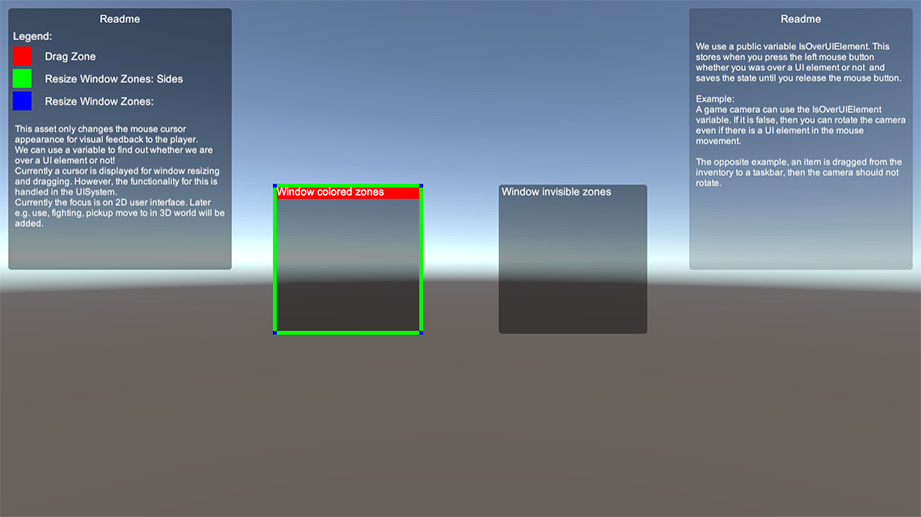 Readme
Legend:
Drag Zone
Resize Window Zones: Sides
Resize Window Zones:
This asset only changes the mouse cursor
appearance for visual feedback to the player.
We can use a variable to find out whether we are
over a UI element or not!
Currently a cursor is displayed for window resizing
and dragging. However, the functionality for this is
handled in the UISystem.
Currently the focus is on 2D user interface. Later
e.g. use, fighting, pickup move to in 3D world will be
added.
Window colored zones
Window invisible zones
Readme
We use a public variable IsOverUIElement. This
stores when you press the left mouse button
whether you was over a UI element or not and
saves the state until you release the mouse button.
Example:
A game camera can use the IsOverUIElement
variable. If it is false, then you can rotate the camera
even if there is a UI element in the mouse
movement.
The opposite example, an item is dragged from the
inventory to a taskbar, then the camera should not
rotate.